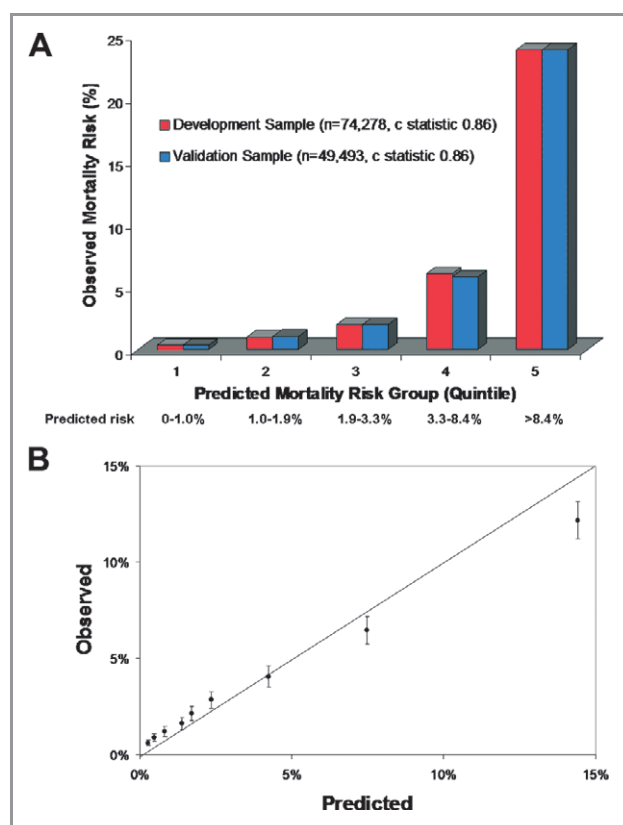 A
Observed Mortality Risk (%)
25
20
15
10
5
0
Development Sample (n=74,278, c statistic 0.86)
Validation Sample (n=49,493, c statistic 0.86)
1 2 3 4 5
Predicted Mortality Risk Group (Quintile)
Predicted risk 0-1.0% 1.0-1.9% 1.9-3.3% 3.3-8.4% >8.4%
B
Observed
15%
10%
5%
0%
0% 5% 10% 15%
Predicted